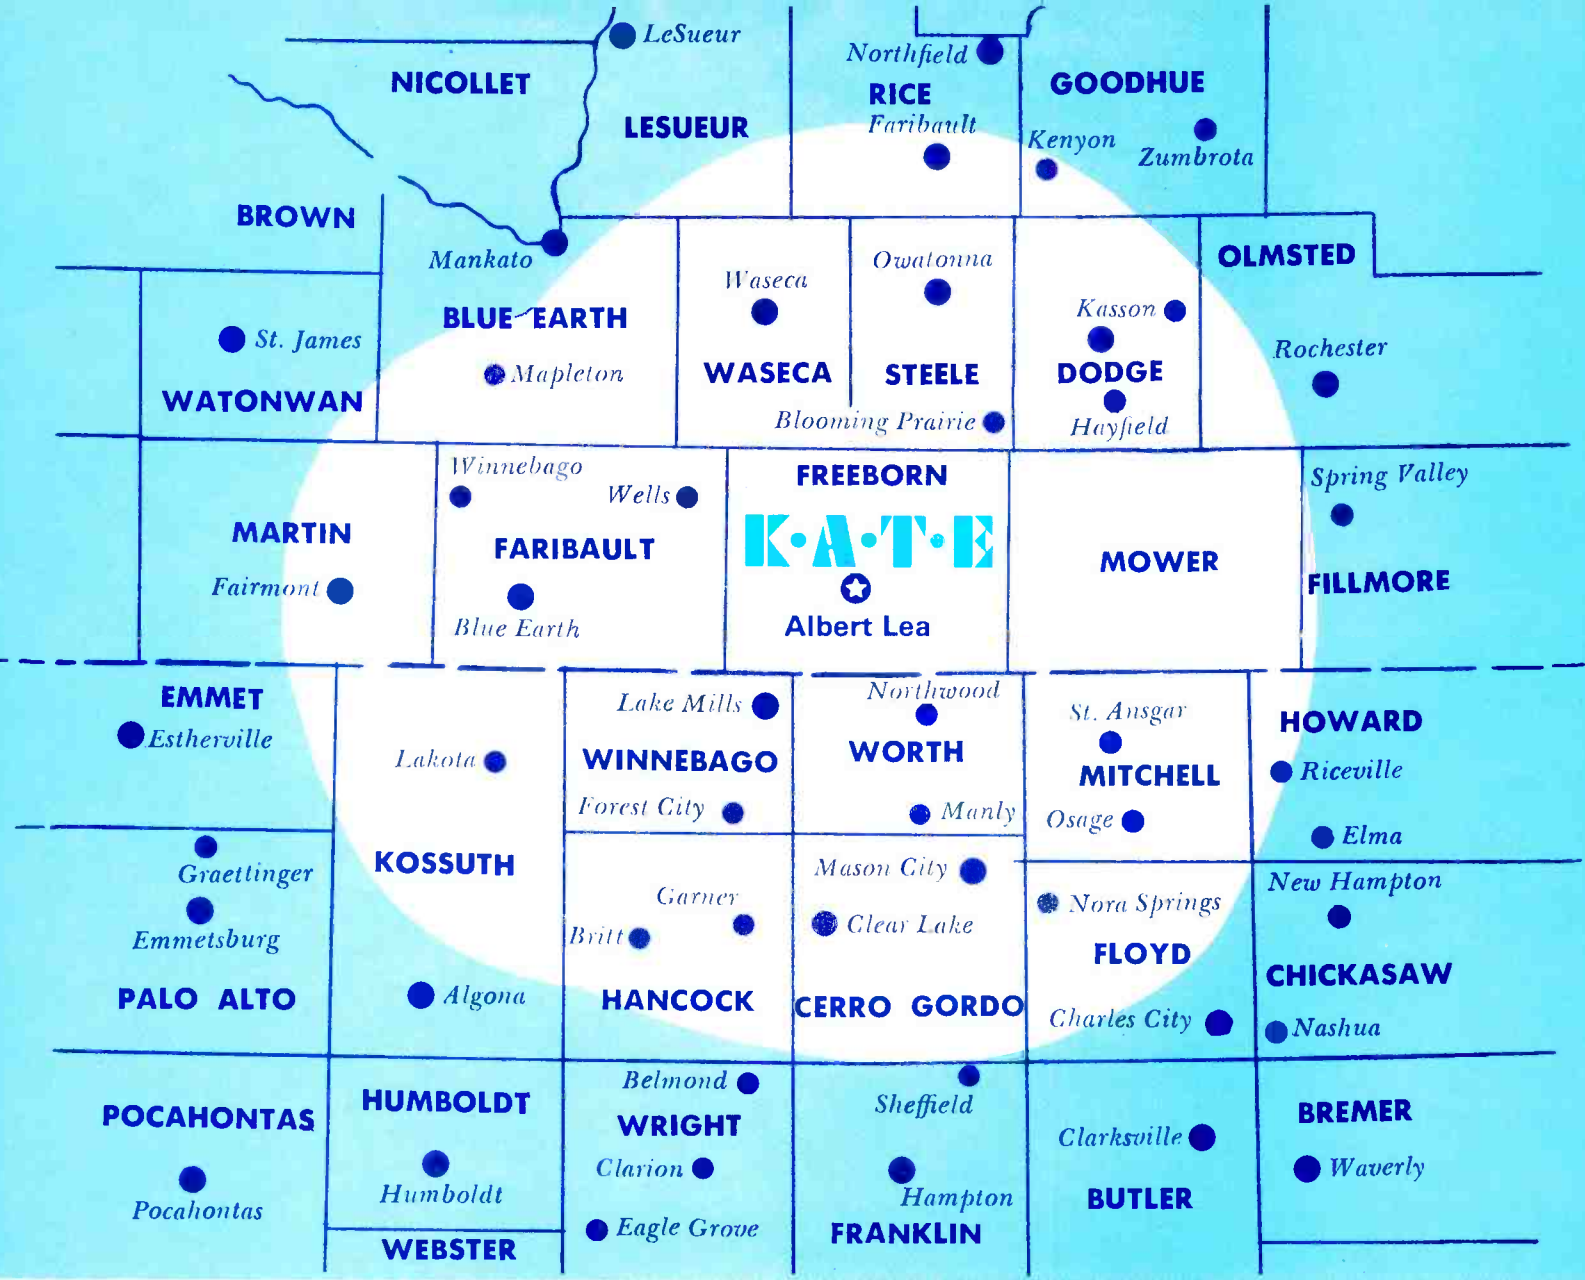 LeSueur
Northfield
NICOLLET
RICE
GOODHUE
LESUEUR
Faribault
Kenyon
Zumbrota
BROWN
Mankato
Waseca
Owatonna
OLMSTED
BLUE EARTH
Kasson
St. James
Mapleton
WASECA
STEELE
DODGE
Rochester
WATONWAN
Blooming Prairie
Hayfield
Winnebago
Wells
FREEBORN
Spring Valley
MARTIN
FARIBAULT
K·A·T·E
MOWER
FILLMORE
Fairmont
Blue Earth
Albert Lea
EMMET
Estherville
Lake Mills
Northwood
St. Ansgar
HOWARD
Lakota
WINNEBAGO
WORTH
MITCHELL
Riceville
Forest City
Manly
Osage
Elma
Graettinger
KOSSUTH
Mason City
New Hampton
Emmetsburg
Garner
Britt
Clear Lake
Nora Springs
FLOYD
CHICKASAW
PALO ALTO
Algona
HANCOCK
CERRO GORDO
Charles City
Nashua
POCAHONTAS
HUMBOLDT
Belmond
WRIGHT
Sheffield
Clarksville
BREMER
Pocahontas
Humboldt
Clarion
Hampton
BUTLER
Waverly
WEBSTER
Eagle Grove
FRANKLIN